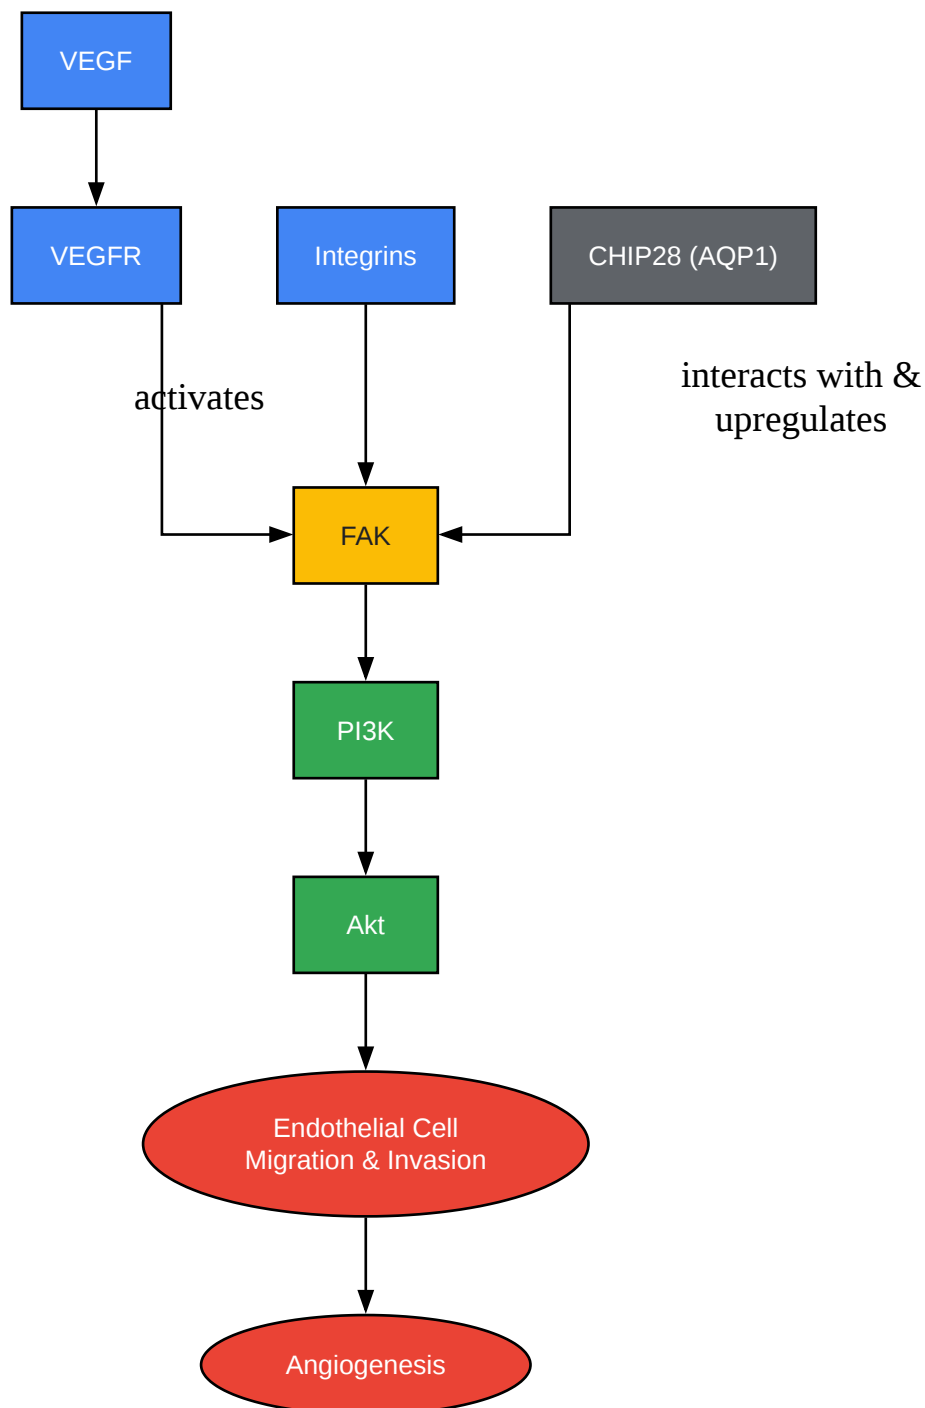 VEGF
VEGFR
Integrins
CHIP28 (AQP1)
activates
interacts with &
upregulates
FAK
PI3K
Akt
Endothelial Cell
Migration & Invasion
Angiogenesis